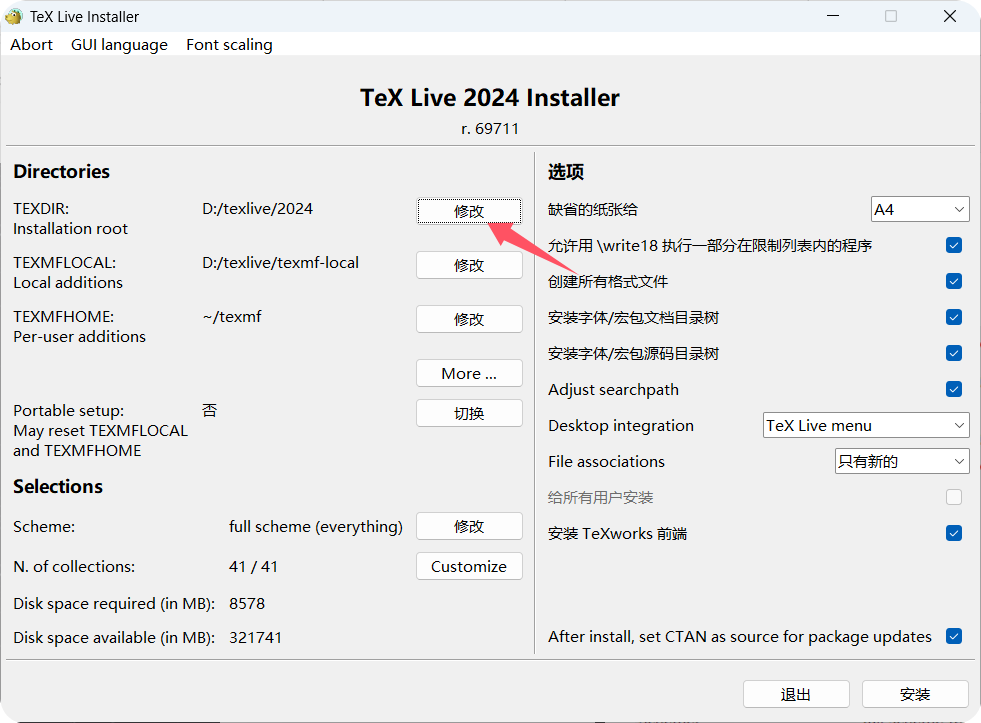 TeX Live Installer
Abort GUI language Font scaling
TeX Live 2024 Installer
r. 69711
Directories
TEXDIR: D:/texlive/2024 修改
Installation root
TEXMFLOCAL: D:/texlive/texmf-local 修改
Local additions
TEXMFHOME: ~/texmf 修改
Per-user additions
More ...
Portable setup: 否 切换
May reset TEXMFLOCAL
and TEXMFHOME
Selections
Scheme: full scheme (everything) 修改
N. of collections: 41 / 41 Customize
Disk space required (in MB): 8578
Disk space available (in MB): 321741
选项
缺省的纸张给 A4
允许用 \write18 执行一部分在限制列表内的程序
创建所有格式文件
安装字体/宏包文档目录树
安装字体/宏包源码目录树
Adjust searchpath
Desktop integration TeX Live menu
File associations 只有新的
给所有用户安装
安装 TeXworks 前端
After install, set CTAN as source for package updates
退出 安装